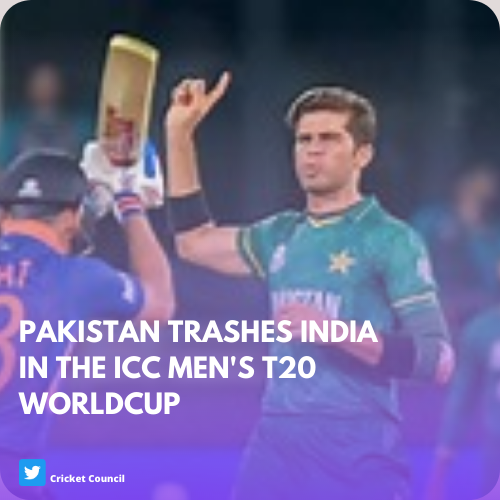 PAKISTAN TRASHES INDIA
IN THE ICC MEN'S T20
WORLDCUP
Cricket Council